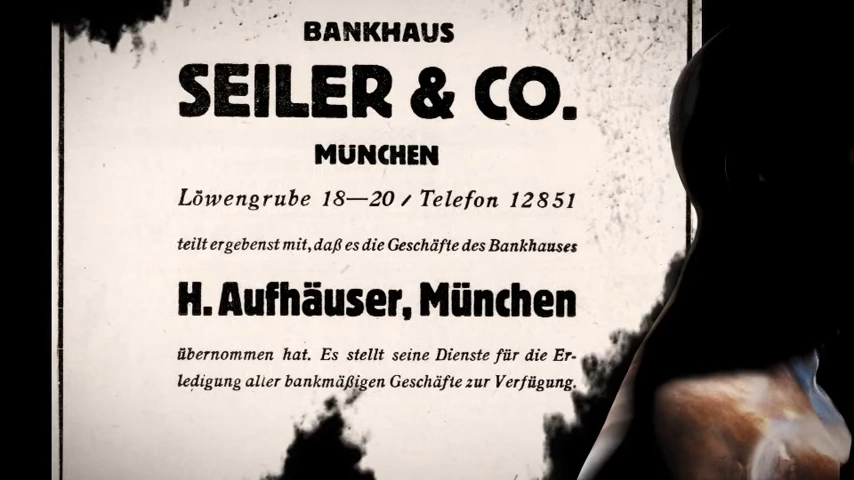 BANKHAUS
SEILER & CO.
MÜNCHEN
Löwengrube 18—20 / Telefon 12851
teilt ergebenst mit, daß es die Geschäfte des Bankhauses
H. Aufhäuser, München
übernommen hat. Es stellt seine Dienste für die Er-
ledigung aller bankmäßigen Geschäfte zur Verfügung.